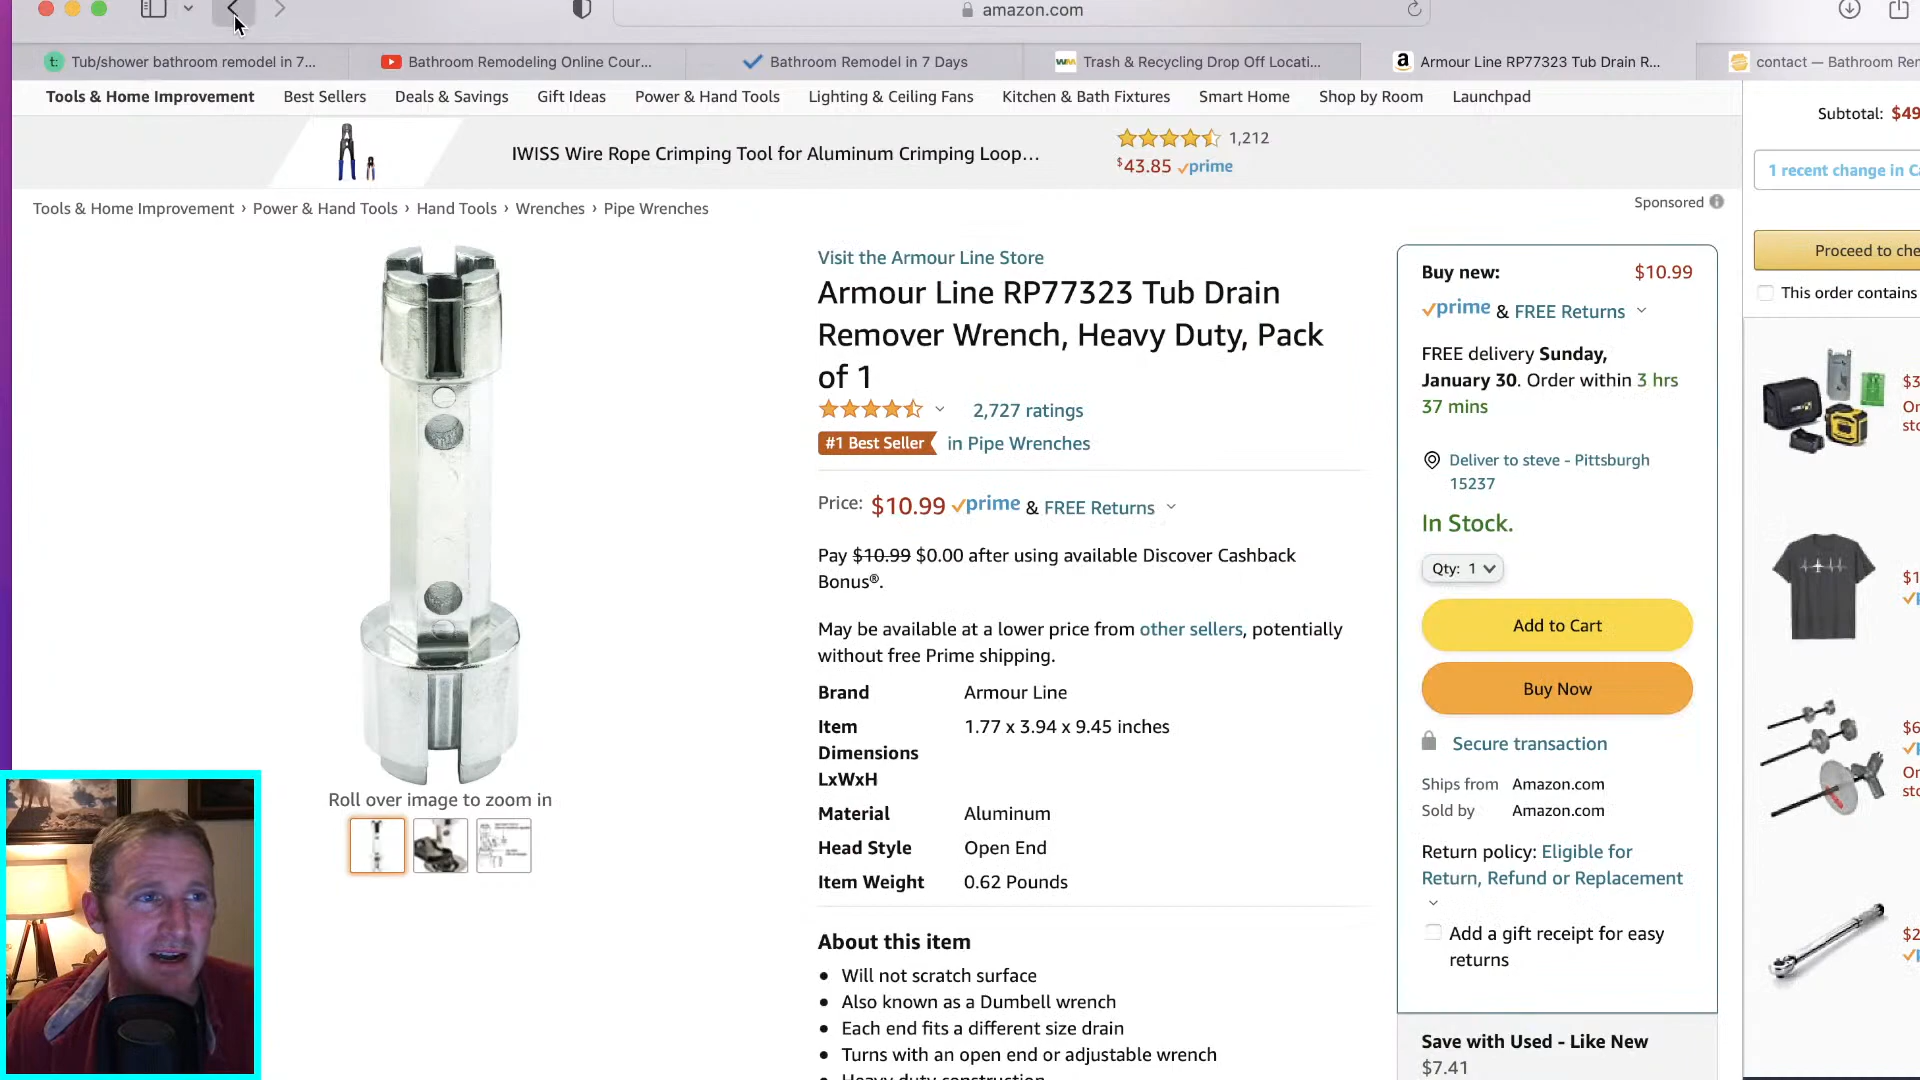 amazon.com
Tub/shower bathroom remodel in 7...
Bathroom Remodeling Online Cour...
Bathroom Remodel in 7 Days
Trash & Recycling Drop Off Locati...
Armour Line RP77323 Tub Drain R...
contact — Bathroom Re
Tools & Home Improvement Best Sellers Deals & Savings Gift Ideas Power & Hand Tools Lighting & Ceiling Fans Kitchen & Bath Fixtures Smart Home Shop by Room Launchpad
Subtotal: $49
IWISS Wire Rope Crimping Tool for Aluminum Crimping Loop...
1,212
$43.85 prime
1 recent change in C
Tools & Home Improvement › Power & Hand Tools › Hand Tools › Wrenches › Pipe Wrenches
Sponsored
Proceed to che
This order contains
Visit the Armour Line Store
Armour Line RP77323 Tub Drain
Remover Wrench, Heavy Duty, Pack
of 1
2,727 ratings
#1 Best Seller in Pipe Wrenches
Price: $10.99 prime & FREE Returns
Pay $10.99 $0.00 after using available Discover Cashback
Bonus®.
May be available at a lower price from other sellers, potentially
without free Prime shipping.
Brand Armour Line
Item 1.77 x 3.94 x 9.45 inches
Dimensions
LxWxH
Material Aluminum
Head Style Open End
Item Weight 0.62 Pounds
About this item
• Will not scratch surface
• Also known as a Dumbell wrench
• Each end fits a different size drain
• Turns with an open end or adjustable wrench
• Heavy duty construction
Roll over image to zoom in
Buy new: $10.99
prime & FREE Returns
FREE delivery Sunday,
January 30. Order within 3 hrs
37 mins
Deliver to steve - Pittsburgh
15237
In Stock.
Qty: 1
Add to Cart
Buy Now
Secure transaction
Ships from Amazon.com
Sold by Amazon.com
Return policy: Eligible for
Return, Refund or Replacement
Add a gift receipt for easy
returns
Save with Used - Like New
$7.41
$3
On
sto
$1
$6
On
sto
$2